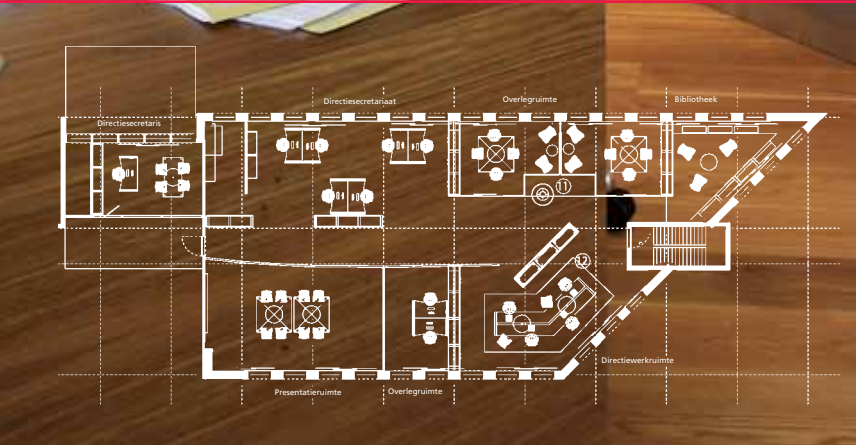 Directiesecretariaat
Overlegruimte
Bibliotheek
Directiesecretaris
11
12
Directiewerkruimte
Presentatieruimte
Overlegruimte